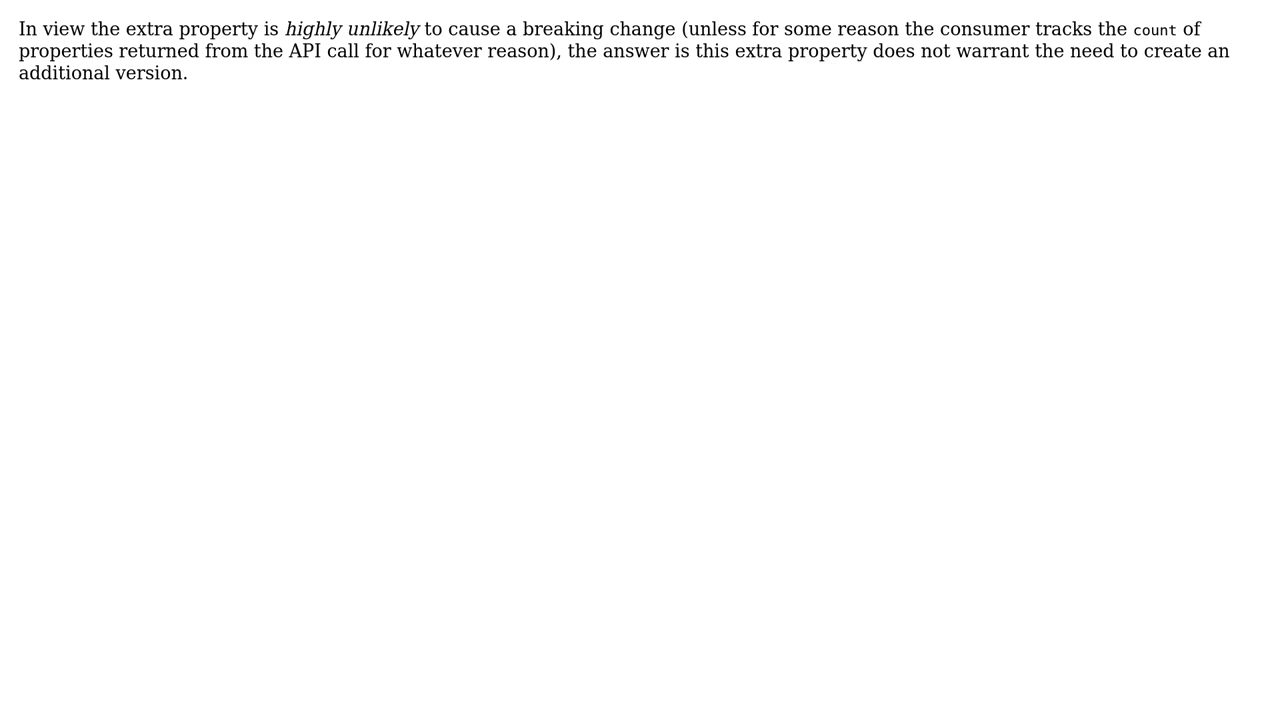 In view the extra property is highly unlikely to cause a breaking change (unless for some reason the consumer tracks the count of
properties returned from the API call for whatever reason), the answer is this extra property does not warrant the need to create an
additional version.